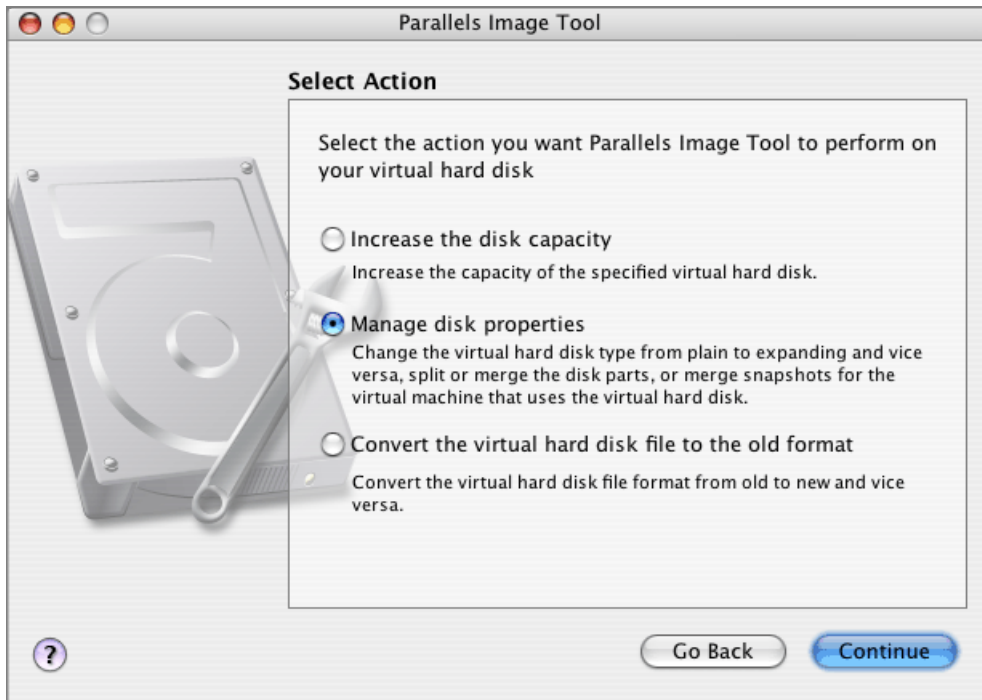 Parallels Image Tool
Select Action
Select the action you want Parallels Image Tool to perform on
your virtual hard disk
Increase the disk capacity
Increase the capacity of the specified virtual hard disk.
Manage disk properties
Change the virtual hard disk type from plain to expanding and vice
versa, split or merge the disk parts, or merge snapshots for the
virtual machine that uses the virtual hard disk.
Convert the virtual hard disk file to the old format
Convert the virtual hard disk file format from old to new and vice
versa.
?
Go Back
Continue